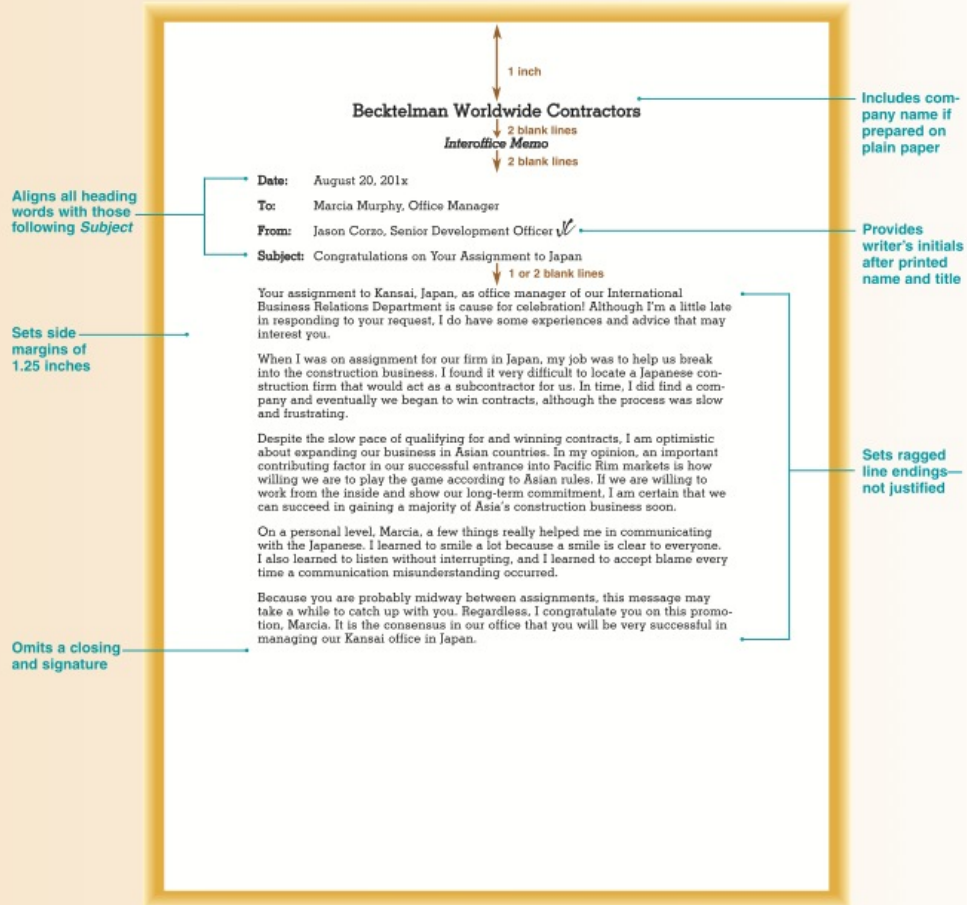 1 inch
Becktelman Worldwide Contractors
2 blank lines
Interoffice Memo
2 blank lines
Date: August 20, 201x
To: Marcia Murphy, Office Manager
From: Jason Corzo, Senior Development Officer JC
Subject: Congratulations on Your Assignment to Japan
1 or 2 blank lines
Your assignment to Kansai, Japan, as office manager of our International
Business Relations Department is cause for celebration! Although I'm a little late
in responding to your request, I do have some experiences and advice that may
interest you.
When I was on assignment for our firm in Japan, my job was to help us break
into the construction business. I found it very difficult to locate a Japanese con-
struction firm that would act as a subcontractor for us. In time, I did find a com-
pany and eventually we began to win contracts, although the process was slow
and frustrating.
Despite the slow pace of qualifying for and winning contracts, I am optimistic
about expanding our business in Asian countries. In my opinion, an important
contributing factor in our successful entrance into Pacific Rim markets is how
willing we are to play the game according to Asian rules. If we are willing to
work from the inside and show our long-term commitment, I am certain that we
can succeed in gaining a majority of Asia's construction business soon.
On a personal level, Marcia, a few things really helped me in communicating
with the Japanese. I learned to smile a lot because a smile is clear to everyone.
I also learned to listen without interrupting, and I learned to accept blame every
time a communication misunderstanding occurred.
Because you are probably midway between assignments, this message may
take a while to catch up with you. Regardless, I congratulate you on this promo-
tion, Marcia. It is the consensus in our office that you will be very successful in
managing our Kansai office in Japan.
Aligns all heading
words with those
following Subject
Sets side
margins of
1.25 inches
Omits a closing
and signature
Includes com-
pany name if
prepared on
plain paper
Provides
writer's initials
after printed
name and title
Sets ragged
line endings—
not justified